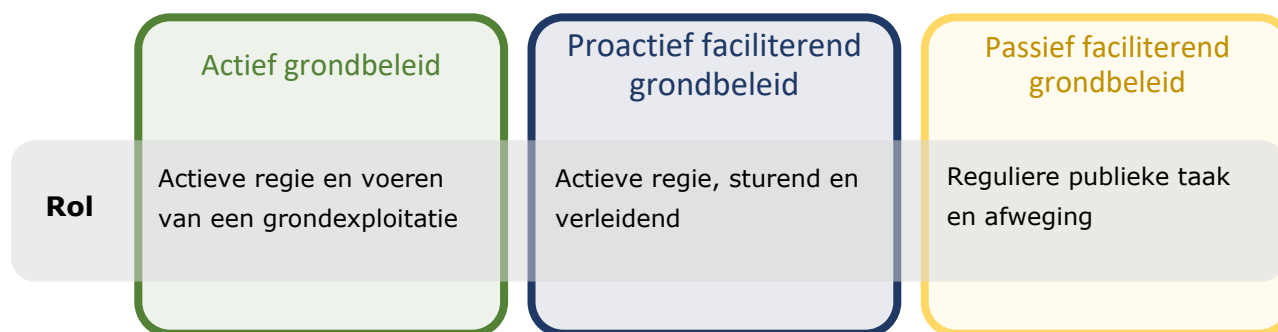 Actief grondbeleid
Proactief faciliterend
grondbeleid
Passief faciliterend
grondbeleid
Rol
Actieve regie en voeren
van een grondexploitatie
Actieve regie, sturend en
verleidend
Reguliere publieke taak
en afweging